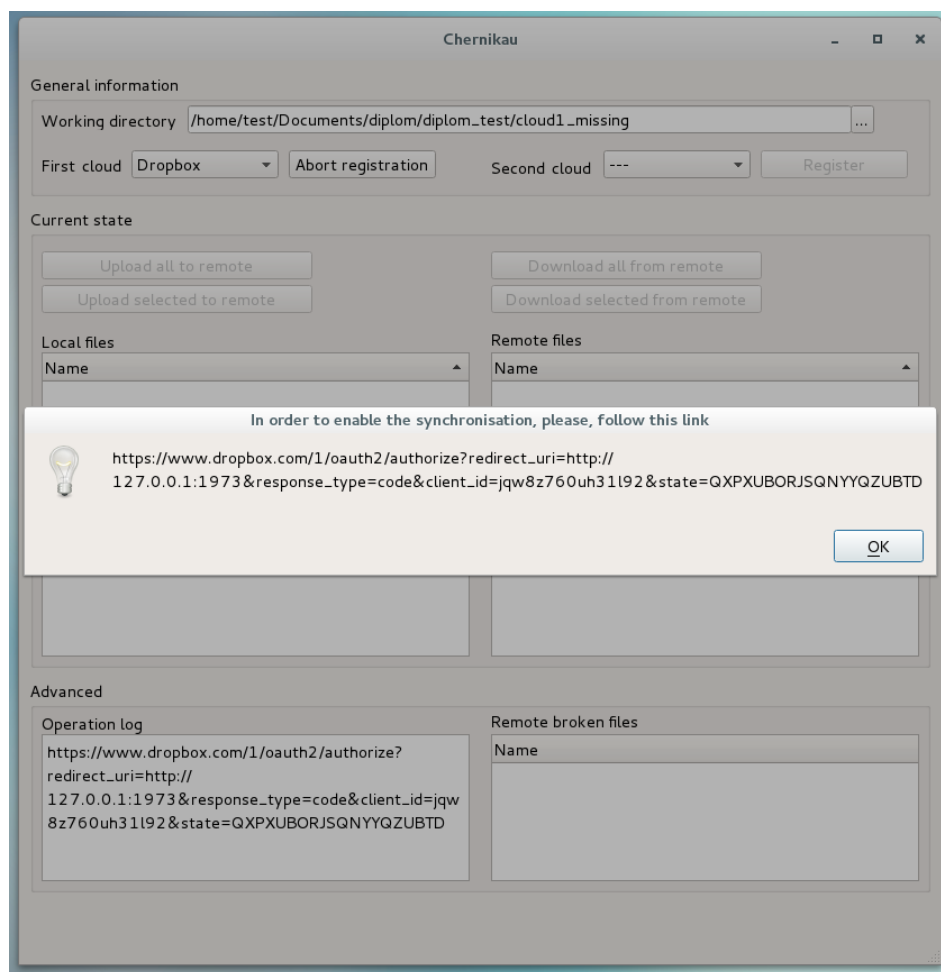 Chernikau
General information
Working directory /home/test/Documents/diplom/diplom_test/cloud1_missing ...
First cloud Dropbox Abort registration Second cloud --- Register
Current state
Upload all to remote Download all from remote
Upload selected to remote Download selected from remote
Local files Remote files
Name Name
In order to enable the synchronisation, please, follow this link
https://www.dropbox.com/1/oauth2/authorize?redirect_uri=http://
127.0.0.1:1973&response_type=code&client_id=jqw8z760uh31l92&state=QXPXUBORJSQNYYQZUBTD
OK
Advanced
Operation log Remote broken files
https://www.dropbox.com/1/oauth2/authorize? Name
redirect_uri=http://
127.0.0.1:1973&response_type=code&client_id=jqw
8z760uh31l92&state=QXPXUBORJSQNYYQZUBTD